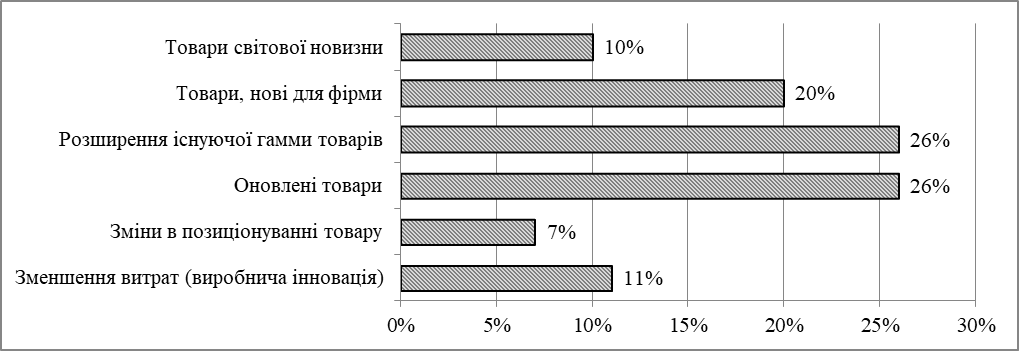 Товари світової новизни 10%
Товари, нові для фірми 20%
Розширення існуючої гамми товарів 26%
Оновлені товари 26%
Зміни в позиціонуванні товару 7%
Зменшення витрат (виробнича інновація) 11%
0% 5% 10% 15% 20% 25% 30%